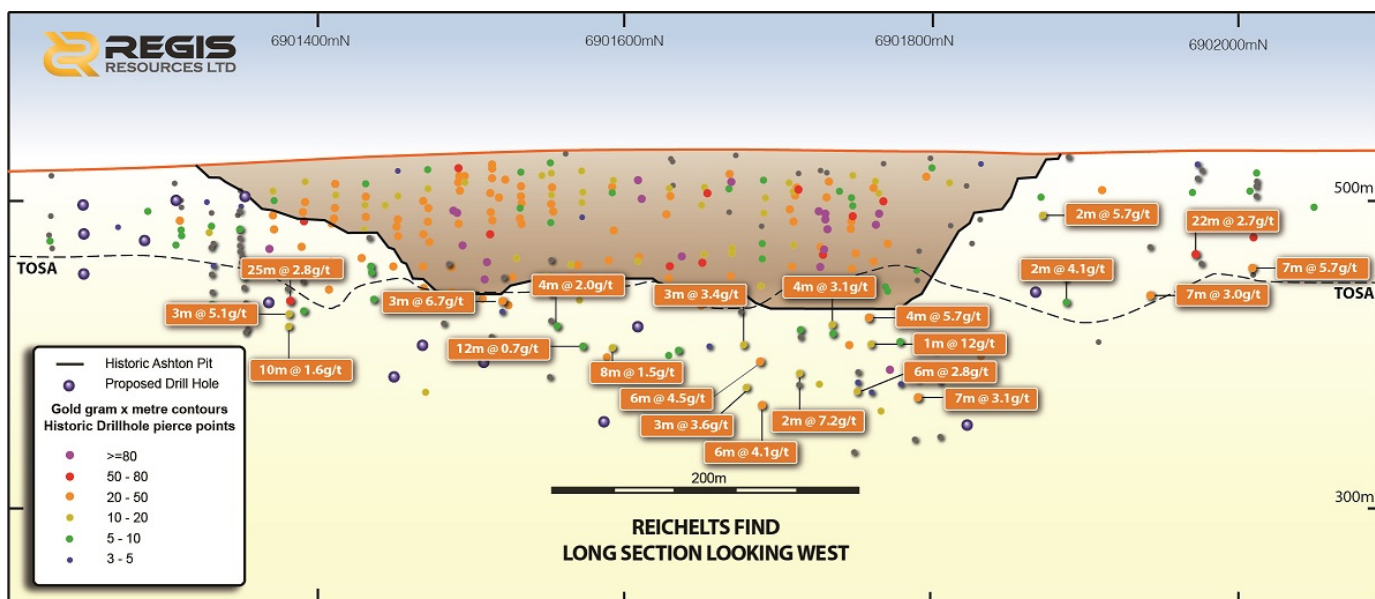 6901400mN
6901600mN
6901800mN
6902000mN
REGIS
RESOURCES LTD
500m
2m @ 5.7g/t
22m @ 2.7g/t
TOSA
25m @ 2.8g/t
4m @ 2.0g/t
3m @ 3.4g/t
4m @ 3.1g/t
2m @ 4.1g/t
7m @ 5.7g/t
TOSA
3m @ 5.1g/t
3m @ 6.7g/t
4m @ 5.7g/t
7m @ 3.0g/t
12m @ 0.7g/t
1m @ 12g/t
10m @ 1.6g/t
8m @ 1.5g/t
6m @ 2.8g/t
6m @ 4.5g/t
7m @ 3.1g/t
3m @ 3.6g/t
2m @ 7.2g/t
6m @ 4.1g/t
Historic Ashton Pit
Proposed Drill Hole
Gold gram x metre contours
Historic Drillhole pierce points
>=80
50 - 80
20 - 50
10 - 20
5 - 10
3 - 5
200m
300m
REICHELTS FIND
LONG SECTION LOOKING WEST